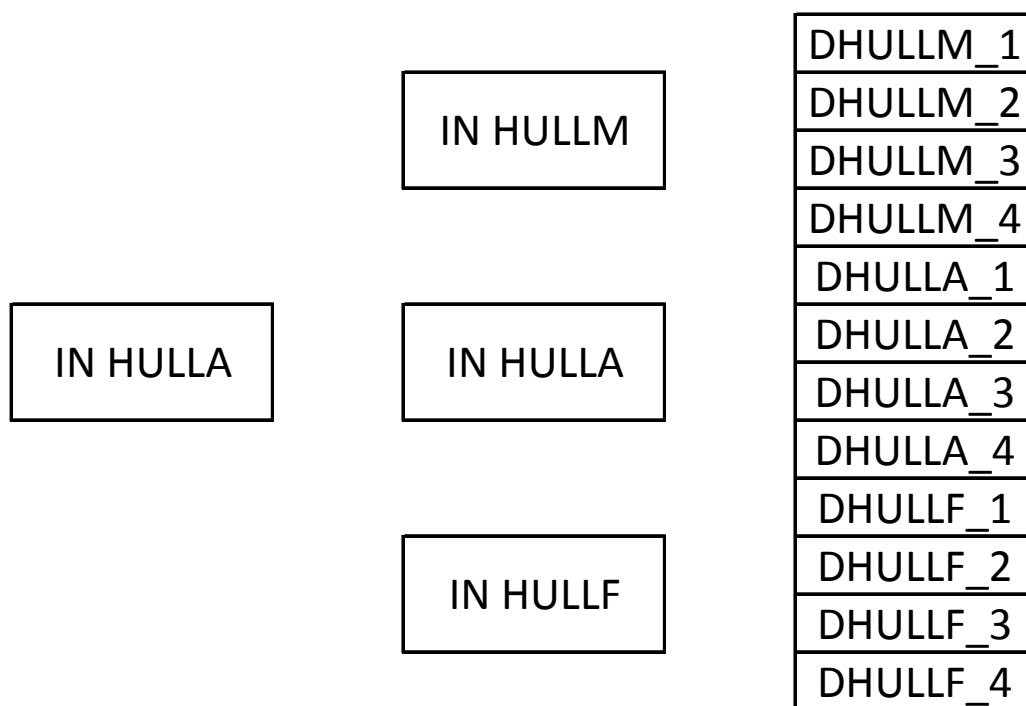 IN HULLA
IN HULLM
IN HULLA
IN HULLF
DHULLM_1
DHULLM_2
DHULLM_3
DHULLM_4
DHULLA_1
DHULLA_2
DHULLA_3
DHULLA_4
DHULLF_1
DHULLF_2
DHULLF_3
DHULLF_4